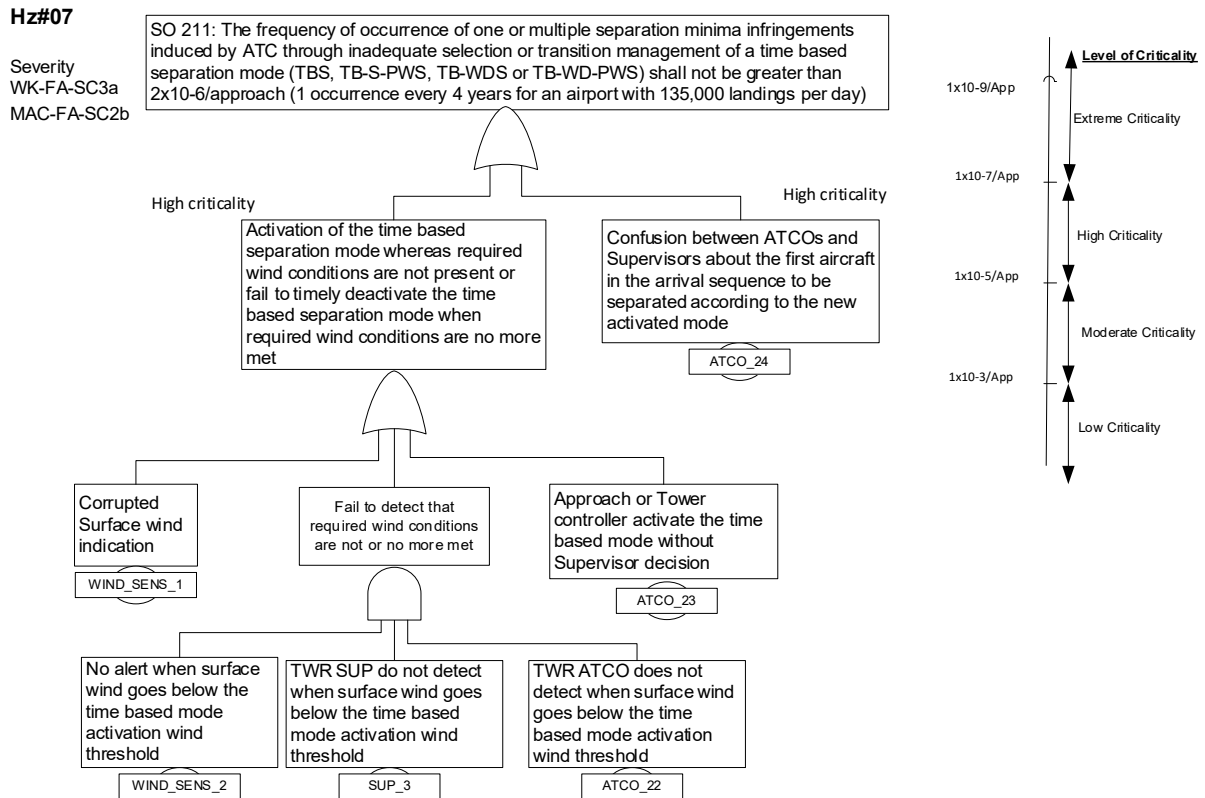 Hz#07
Severity
WK-FA-SC3a
MAC-FA-SC2b
SO 211: The frequency of occurrence of one or multiple separation minima infringements
induced by ATC through inadequate selection or transition management of a time based
separation mode (TBS, TB-S-PWS, TB-WDS or TB-WD-PWS) shall not be greater than
2x10-6/approach (1 occurrence every 4 years for an airport with 135,000 landings per day)
High criticality
Activation of the time based
separation mode whereas required
wind conditions are not present or
fail to timely deactivate the time
based separation mode when
required wind conditions are no more
met
High criticality
Confusion between ATCOs and
Supervisors about the first aircraft
in the arrival sequence to be
separated according to the new
activated mode
ATCO_24
Corrupted
Surface wind
indication
WIND_SENS_1
Fail to detect that
required wind conditions
are not or no more met
Approach or Tower
controller activate the time
based mode without
Supervisor decision
ATCO_23
No alert when surface
wind goes below the
time based mode
activation wind
threshold
WIND_SENS_2
TWR SUP do not detect
when surface wind goes
below the time based
mode activation wind
threshold
SUP_3
TWR ATCO does not
detect when surface wind
goes below the time
based mode activation
wind threshold
ATCO_22
Level of Criticality
1x10-9/App
Extreme Criticality
1x10-7/App
High Criticality
1x10-5/App
Moderate Criticality
1x10-3/App
Low Criticality